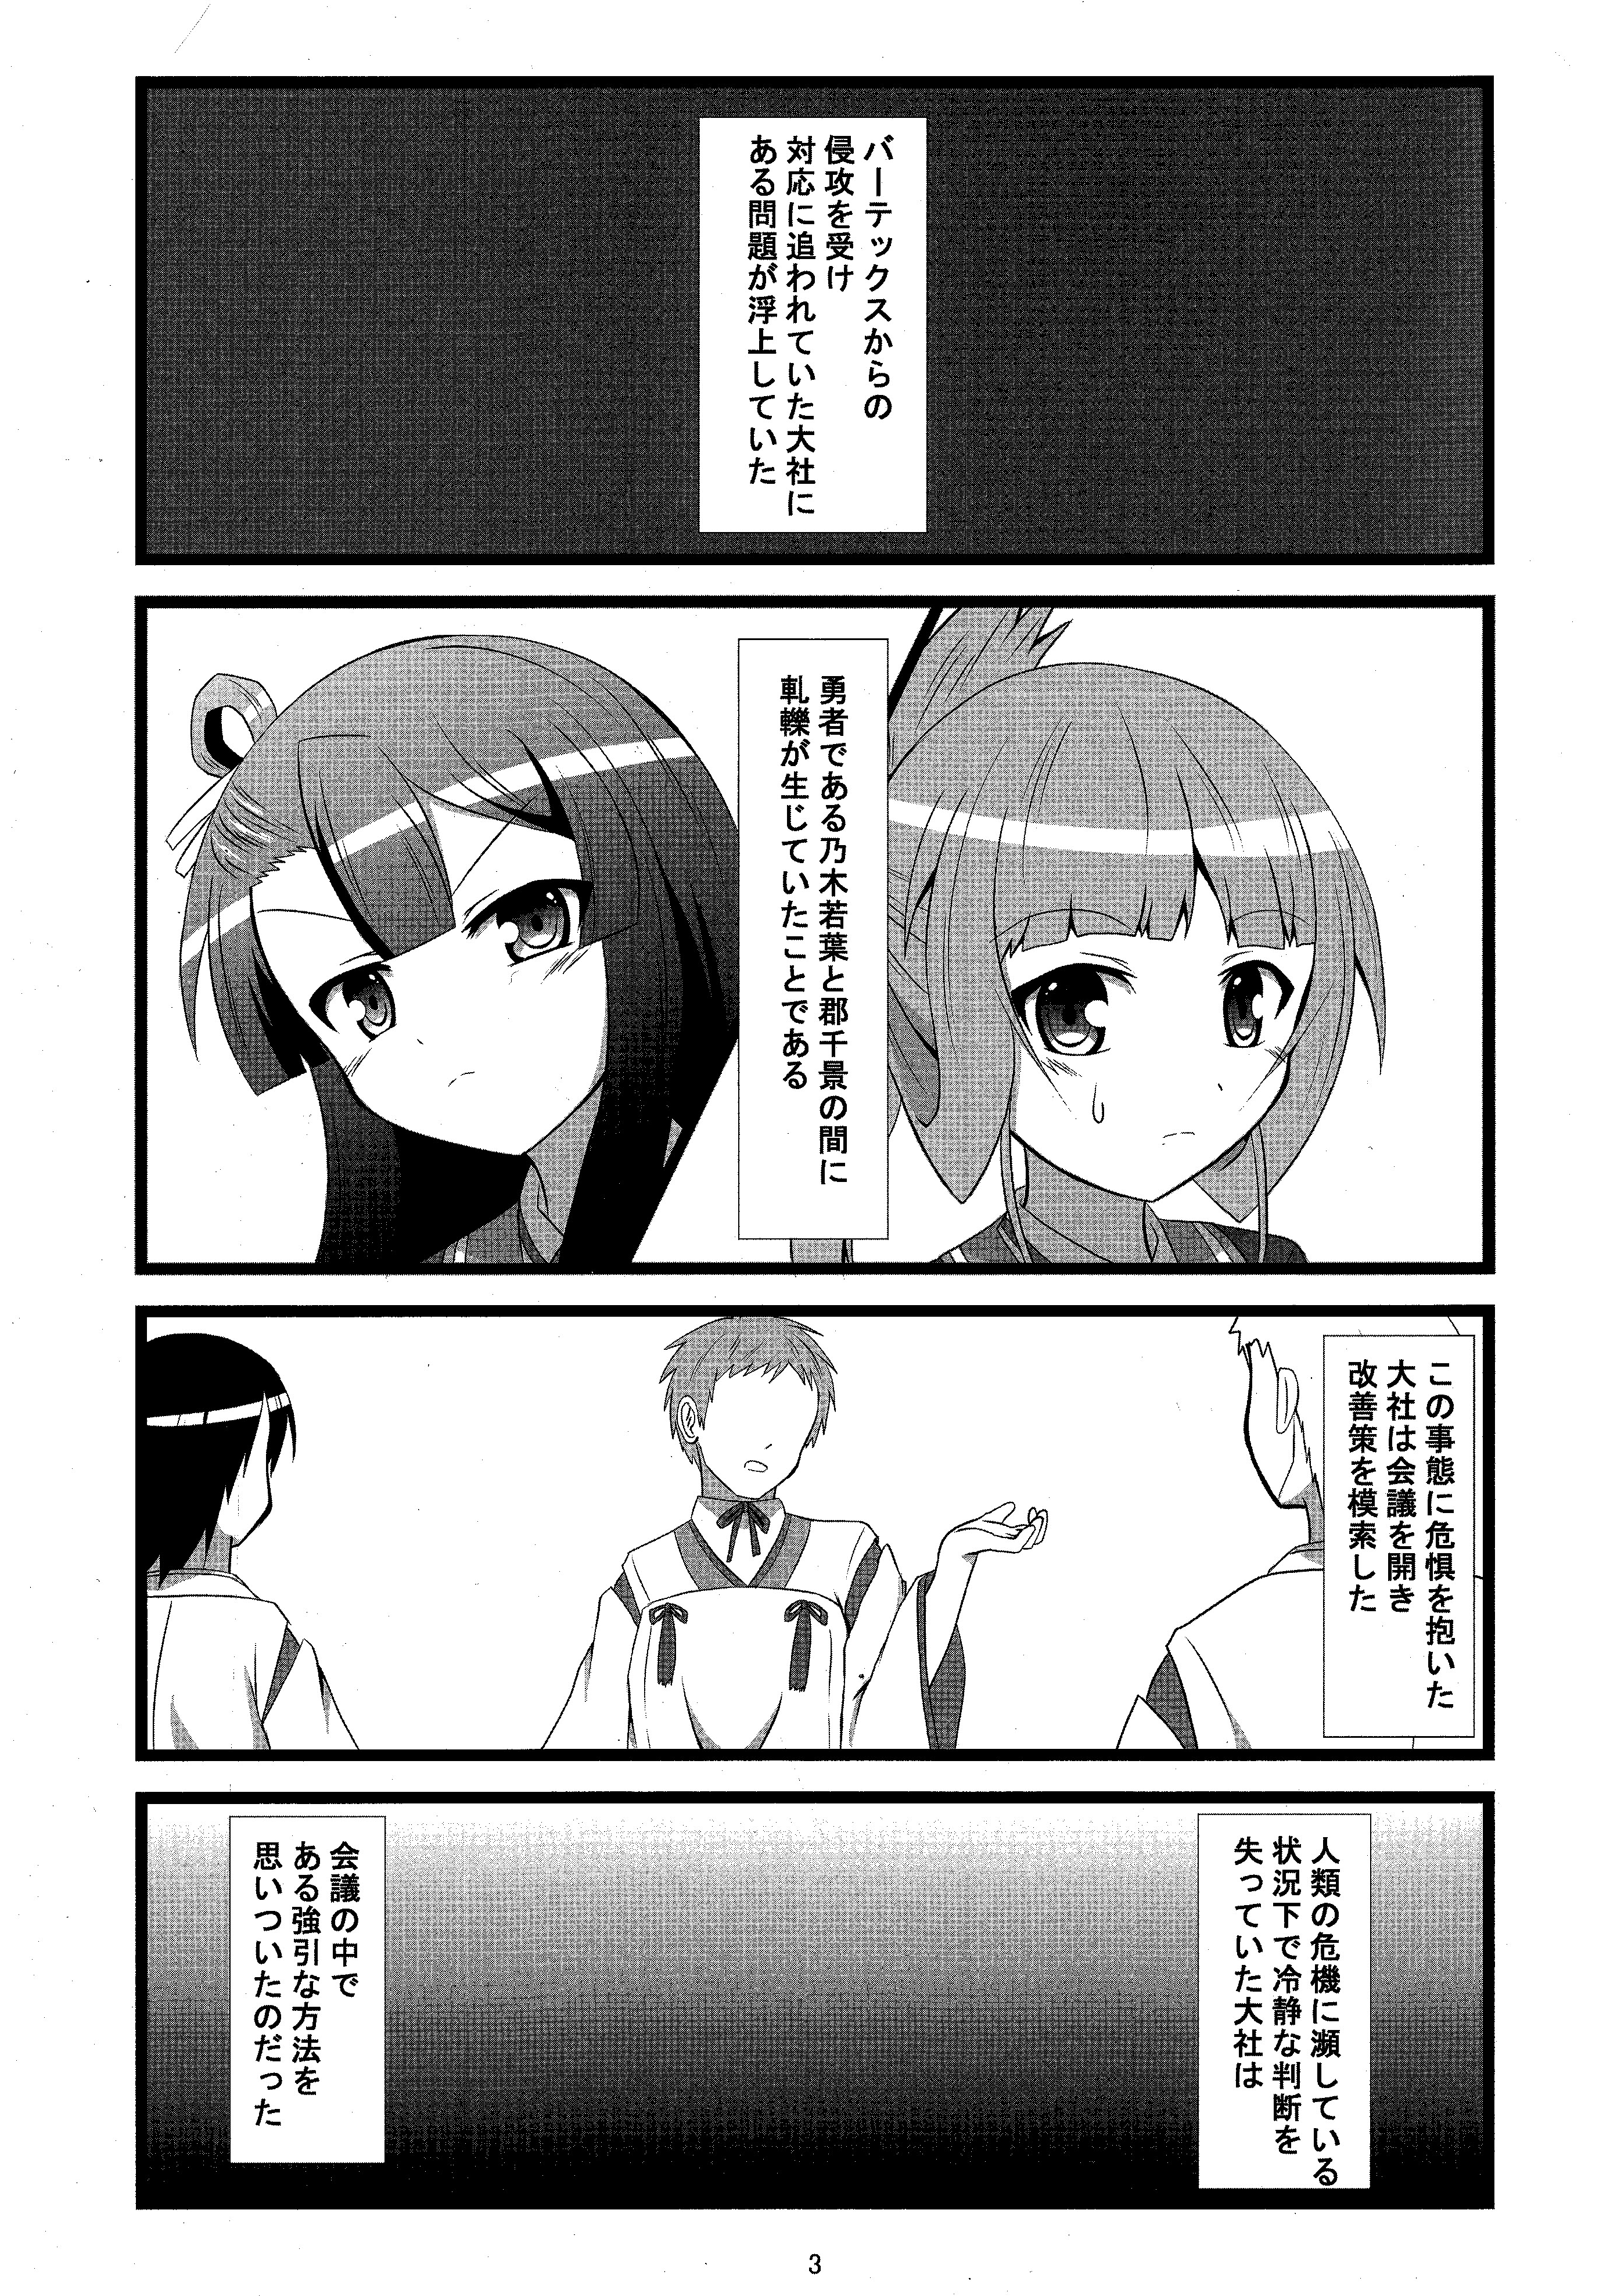 バーテックスからの
侵攻を受け
対応に追われていた大社に
ある問題が浮上していた
勇者である乃木若葉と郡千景の間に
軋轢が生じていたことである
この事態に危惧を抱いた
大社は会議を開き
改善策を模索した
人類の危機に瀕している
状況下で冷静な判断を
失っていた大社は
会議の中で
ある強引な方法を
思いついたのだった
3